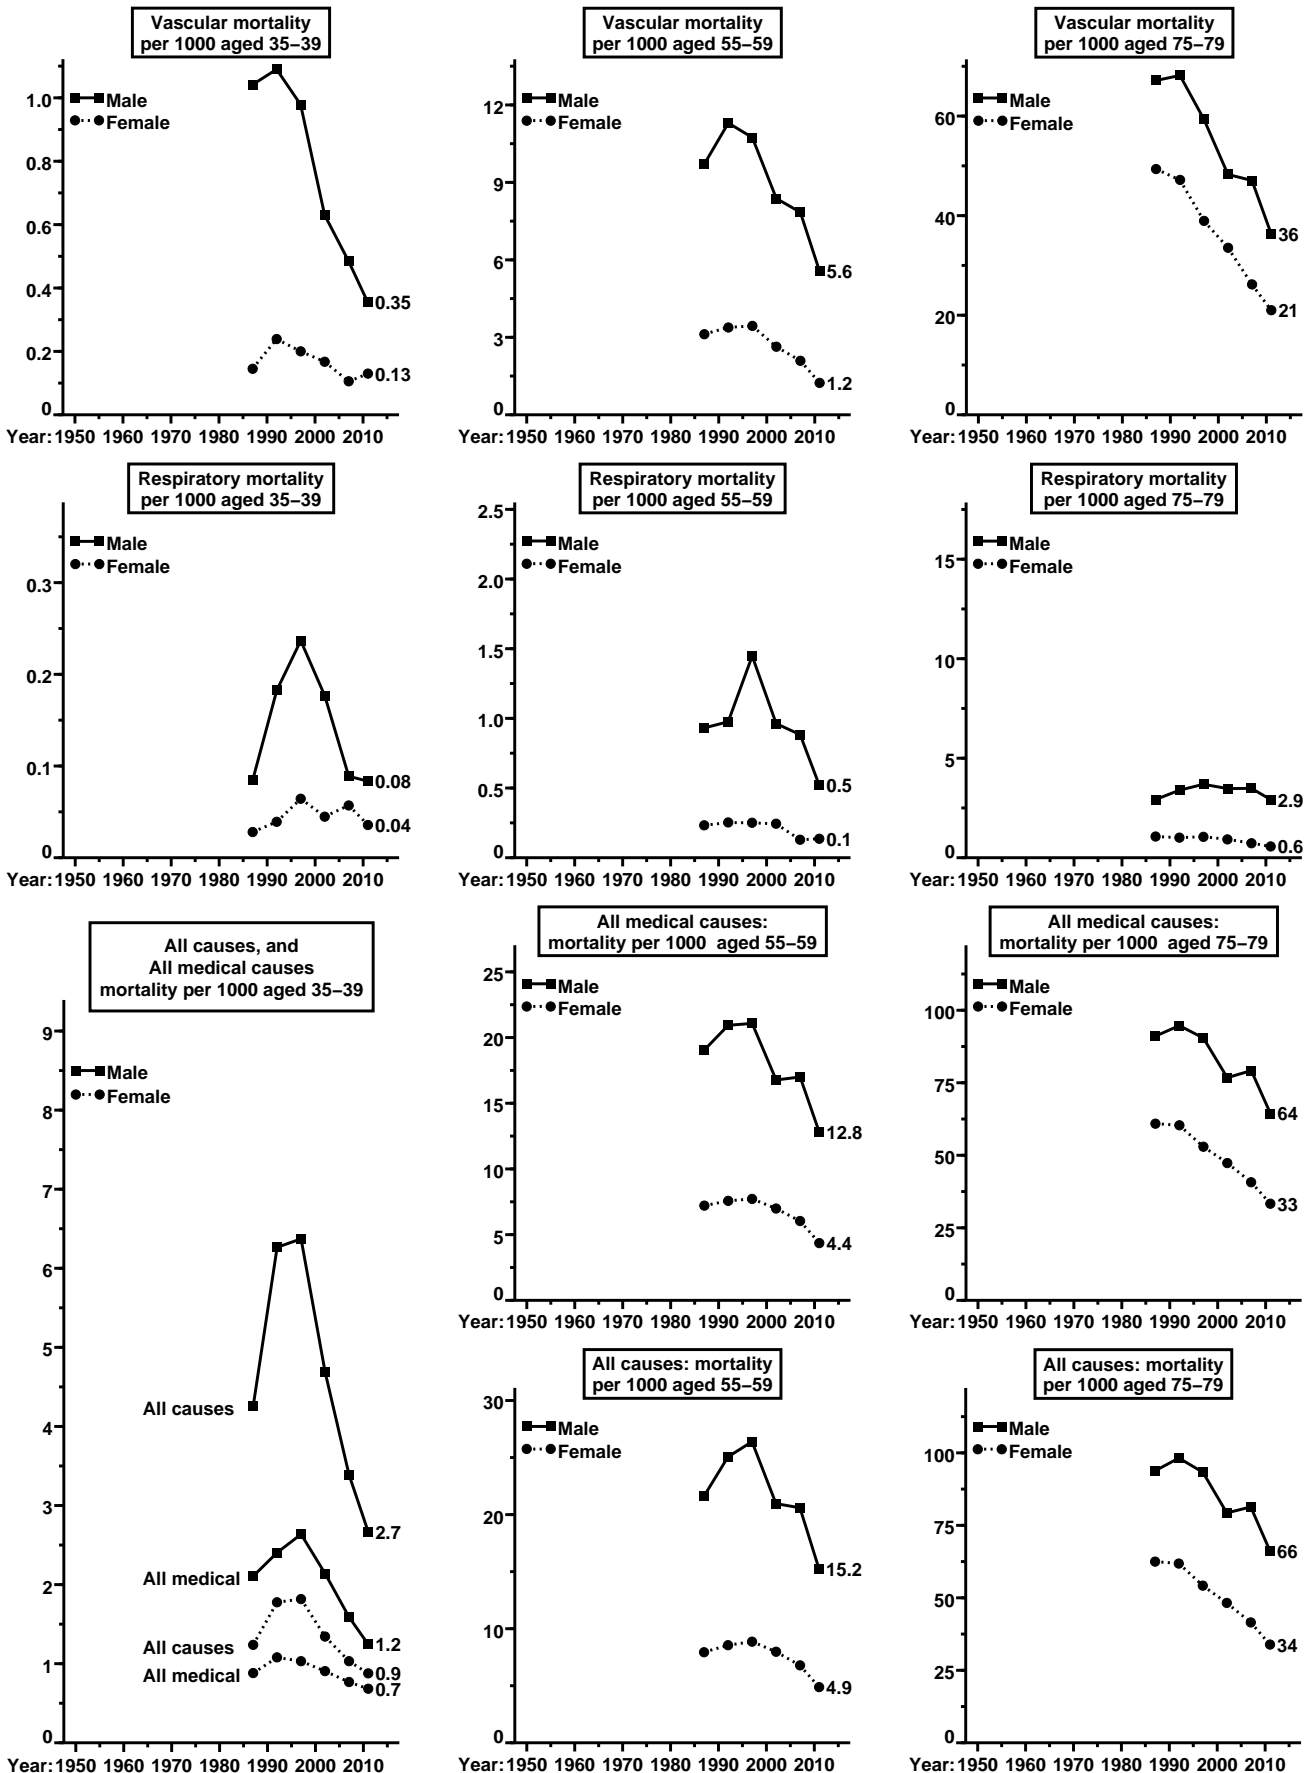 Vascular mortality
per 1000 aged 35–39
1.0
0.8
0.6
0.4
0.2
0
Male
Female
0.35
0.13
Year: 1950 1960 1970 1980 1990 2000 2010
Vascular mortality
per 1000 aged 55–59
12
9
6
3
0
Male
Female
5.6
1.2
Year: 1950 1960 1970 1980 1990 2000 2010
Vascular mortality
per 1000 aged 75–79
60
40
20
0
Male
Female
36
21
Year: 1950 1960 1970 1980 1990 2000 2010
Respiratory mortality
per 1000 aged 35–39
0.3
0.2
0.1
0
Male
Female
0.08
0.04
Year: 1950 1960 1970 1980 1990 2000 2010
Respiratory mortality
per 1000 aged 55–59
2.5
2.0
1.5
1.0
0.5
0
Male
Female
0.5
0.1
Year: 1950 1960 1970 1980 1990 2000 2010
Respiratory mortality
per 1000 aged 75–79
15
10
5
0
Male
Female
2.9
0.6
Year: 1950 1960 1970 1980 1990 2000 2010
All causes, and
All medical causes
mortality per 1000 aged 35–39
9
8
7
6
5
4
3
2
1
0
Male
Female
All causes
2.7
All medical
1.2
All causes
0.9
All medical
0.7
Year: 1950 1960 1970 1980 1990 2000 2010
All medical causes:
mortality per 1000 aged 55–59
25
20
15
10
5
0
Male
Female
12.8
4.4
Year: 1950 1960 1970 1980 1990 2000 2010
All medical causes:
mortality per 1000 aged 75–79
100
75
50
25
0
Male
Female
64
33
Year: 1950 1960 1970 1980 1990 2000 2010
All causes: mortality
per 1000 aged 55–59
30
20
10
0
Male
Female
15.2
4.9
Year: 1950 1960 1970 1980 1990 2000 2010
All causes: mortality
per 1000 aged 75–79
100
75
50
25
0
Male
Female
66
34
Year: 1950 1960 1970 1980 1990 2000 2010